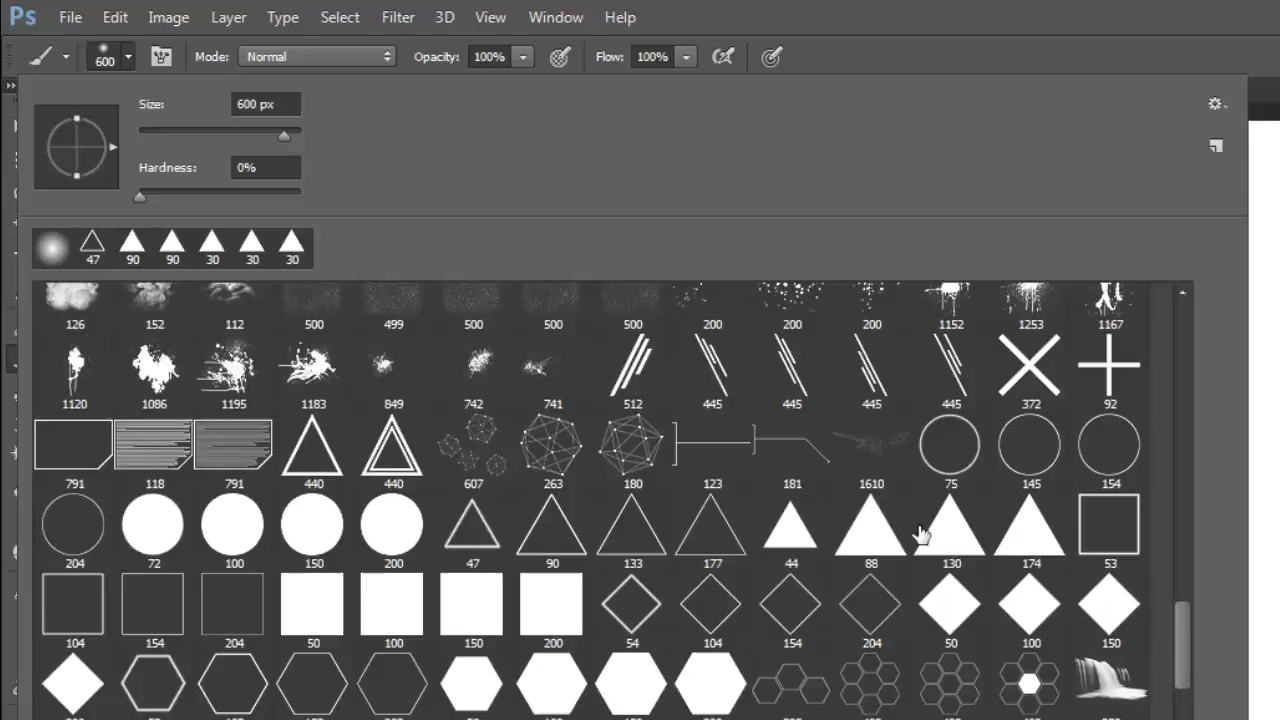 Ps File Edit Image Layer Type Select Filter 3D View Window Help
600 Mode: Normal Opacity: 100% Flow: 100%
Size: 600 px
Hardness: 0%
47 90 90 30 30 30
126 152 112 500 499 500 500 500 200 200 200 1152 1253 1167
1120 1086 1195 1183 849 742 741 512 445 445 445 445 372 92
791 118 791 440 440 607 263 180 123 181 1610 75 145 154
204 72 100 150 200 47 90 133 177 44 88 130 174 53
104 154 204 50 100 150 200 54 104 154 204 50 100 150